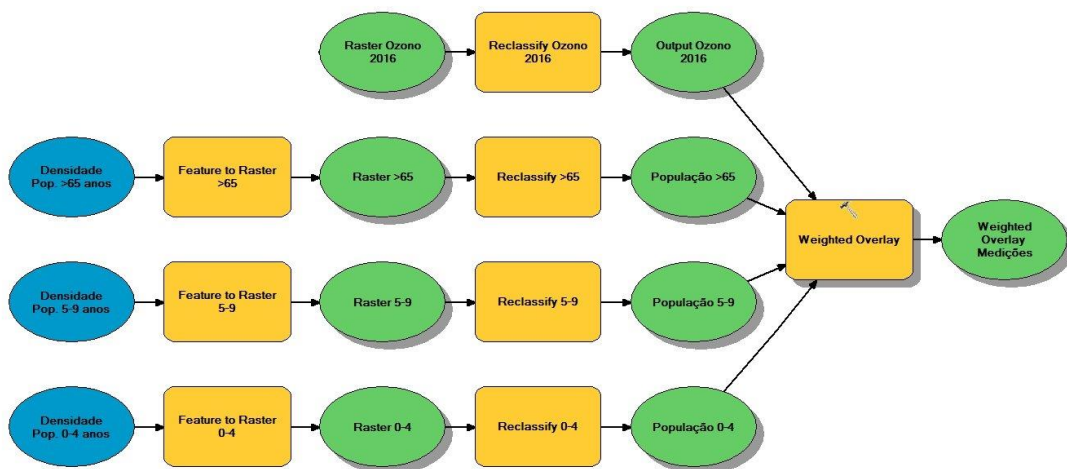 Raster Ozono
2016
Reclassify Ozono
2016
Output Ozono
2016
Densidade
Pop. >65 anos
Feature to Raster
>65
Raster >65
Reclassify >65
População >65
Weighted Overlay
Weighted
Overlay
Medições
Densidade
Pop. 5-9 anos
Feature to Raster
5-9
Raster 5-9
Reclassify 5-9
População 5-9
Densidade
Pop. 0-4 anos
Feature to Raster
0-4
Raster 0-4
Reclassify 0-4
População 0-4